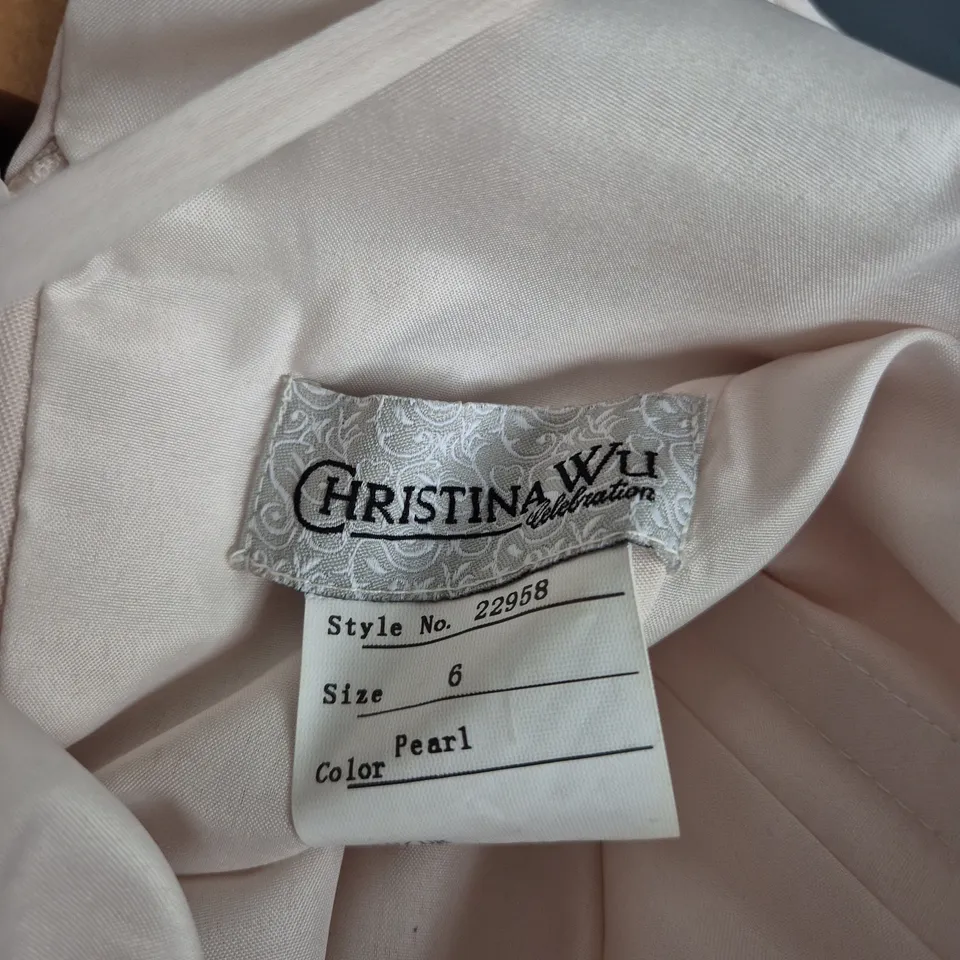 CHRISTINA WU
Celebration
Style No. 22958
Size 6
Color Pearl